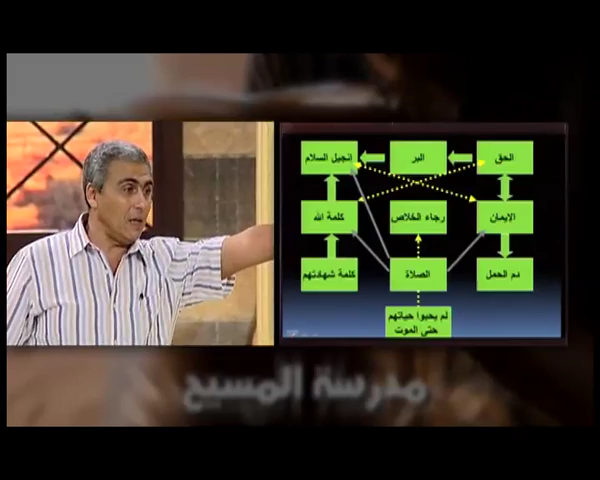 الحق
البر
إنجيل السلام
الإيمان
رجاء الخلاص
كلمة الله
دم الحمل
الصلاة
كلمة شهادتهم
لم يحبوا حياتهم
حتى الموت
مدرسة المسيح